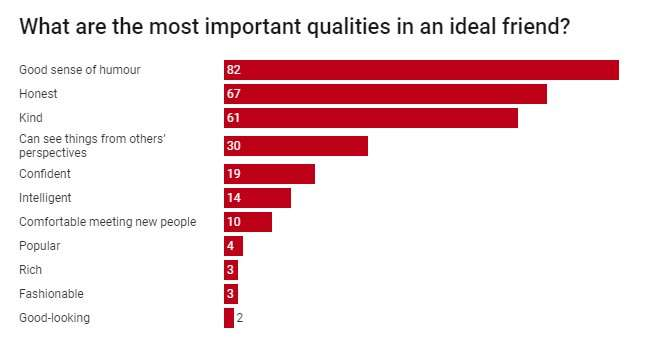 What are the most important qualities in an ideal friend?
Good sense of humour 82
Honest 67
Kind 61
Can see things from others'
perspectives 30
Confident 19
Intelligent 14
Comfortable meeting new people 10
Popular 4
Rich 3
Fashionable 3
Good-looking 2